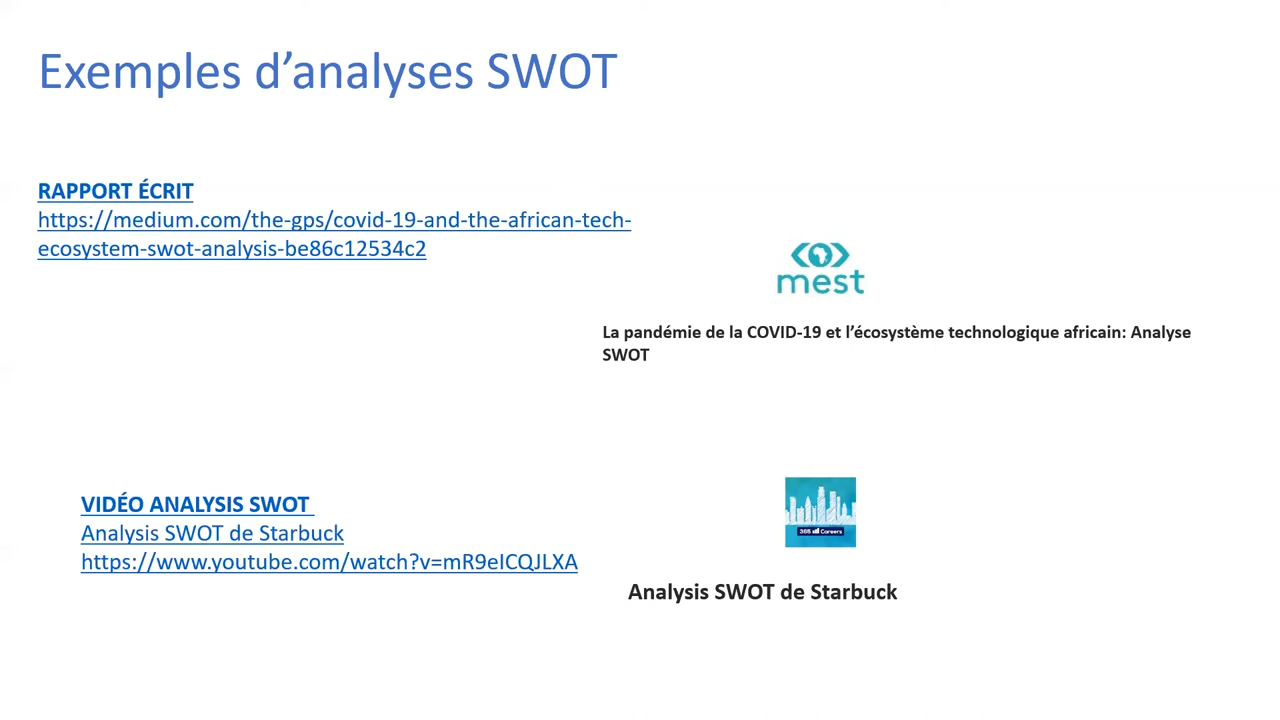 Exemples d’analyses SWOT
RAPPORT ÉCRIT
https://medium.com/the-gps/covid-19-and-the-african-tech-
ecosystem-swot-analysis-be86c12534c2
mest
La pandémie de la COVID-19 et l’écosystème technologique africain: Analyse
SWOT
VIDÉO ANALYSIS SWOT
Analysis SWOT de Starbuck
https://www.youtube.com/watch?v=mR9eICQJLXA
365 Careers
Analysis SWOT de Starbuck